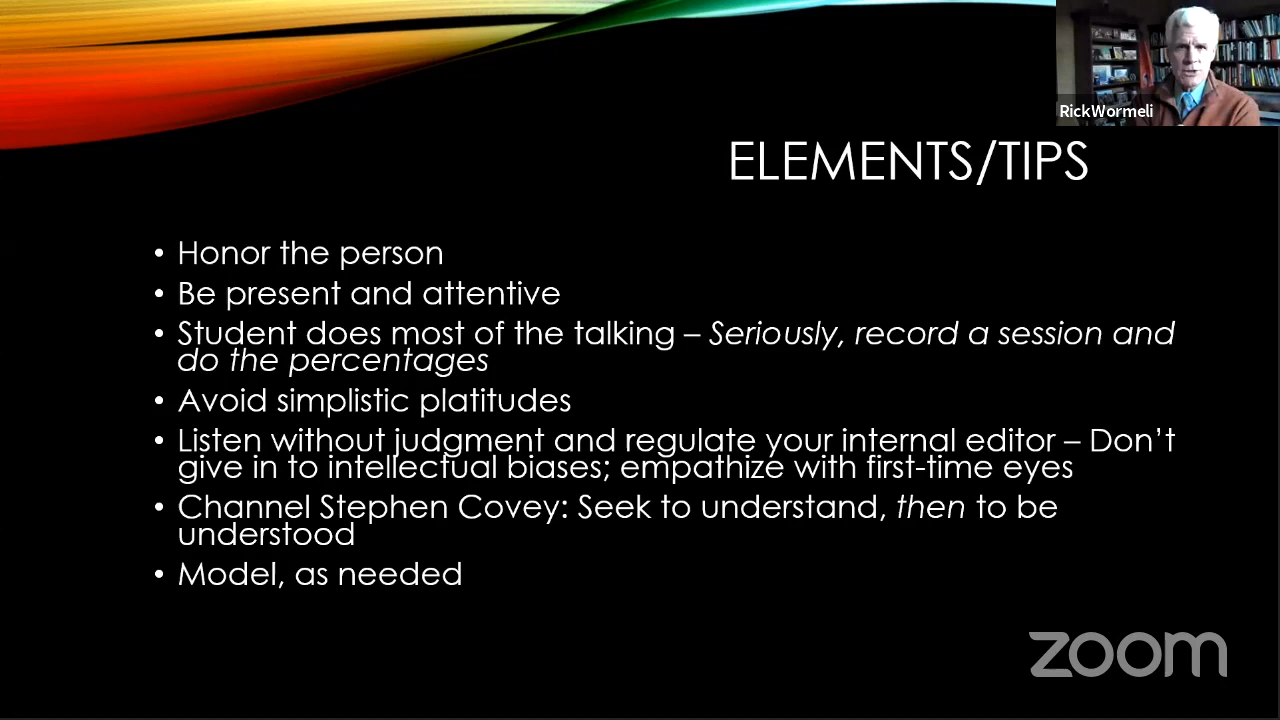 RickWormeli
ELEMENTS/TIPS
• Honor the person
• Be present and attentive
• Student does most of the talking – Seriously, record a session and
do the percentages
• Avoid simplistic platitudes
• Listen without judgment and regulate your internal editor – Don't
give in to intellectual biases; empathize with first-time eyes
• Channel Stephen Covey: Seek to understand, then to be
understood
• Model, as needed
zoom